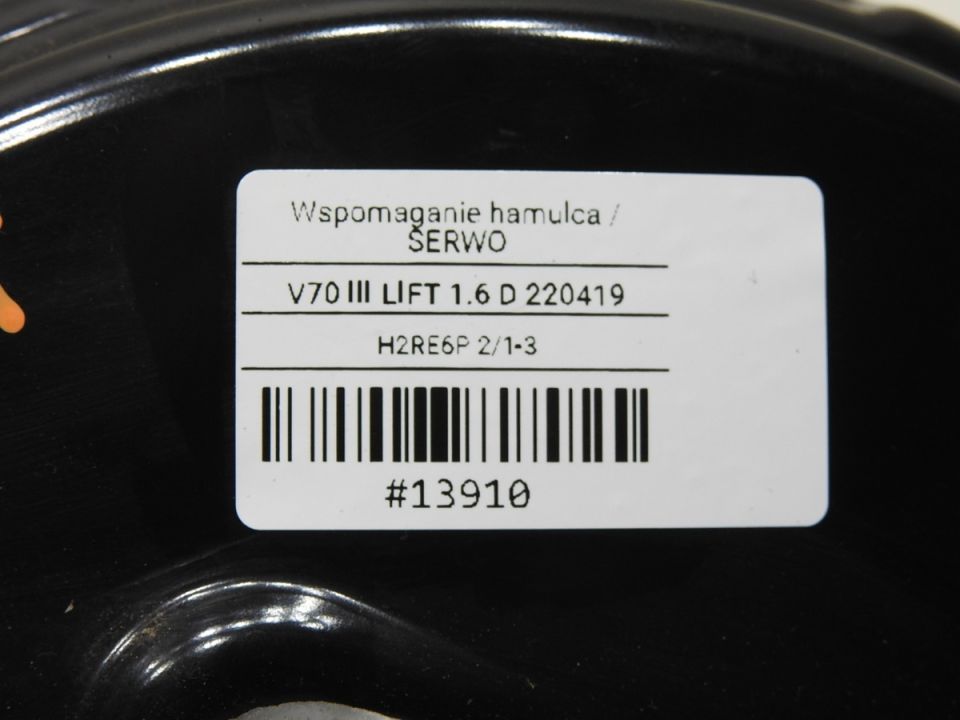 Wspomaganie hamulca /
SERWO
V70 III LIFT 1.6 D 220419
H2RE6P 2/1-3
#13910